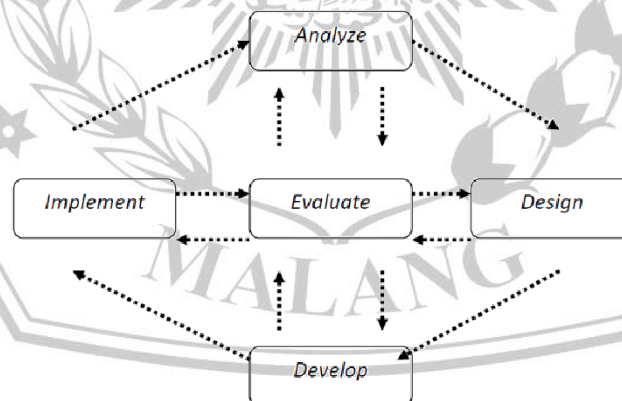 Analyze
Implement
Evaluate
Design
MALANG
Develop